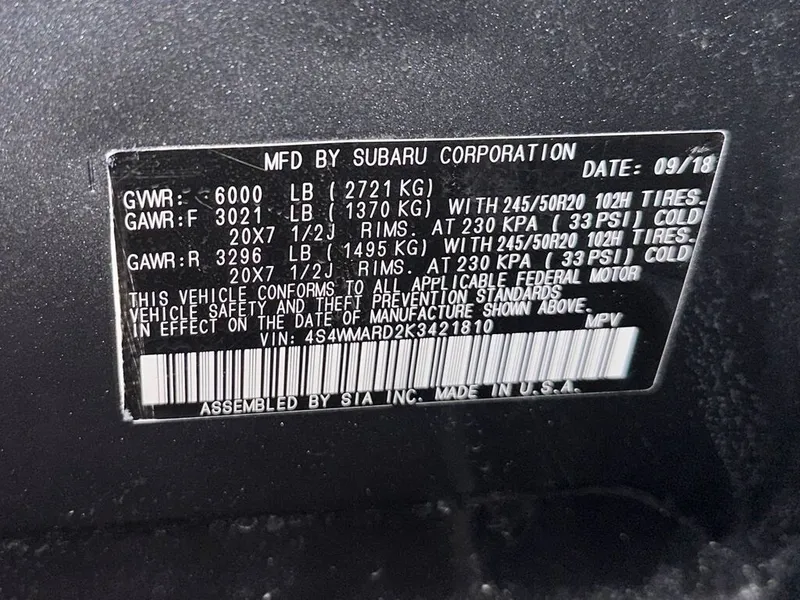 MFD BY SUBARU CORPORATION DATE: 09/18
GVWR: 6000 LB ( 2721 KG)
GAWR:F 3021 LB ( 1370 KG) WITH 245/50R20 102H TIRES.
20X7 1/2J RIMS. AT 230 KPA ( 33 PSI) COLD
GAWR:R 3296 LB ( 1495 KG) WITH 245/50R20 102H TIRES.
20X7 1/2J RIMS. AT 230 KPA ( 33 PSI) COLD
THIS VEHICLE CONFORMS TO ALL APPLICABLE FEDERAL MOTOR
VEHICLE SAFETY AND THEFT PREVENTION STANDARDS
IN EFFECT ON THE DATE OF MANUFACTURE SHOWN ABOVE.
VIN: 4S4WMARD2K3421810 MPV
ASSEMBLED BY SIA INC. MADE IN U.S.A.